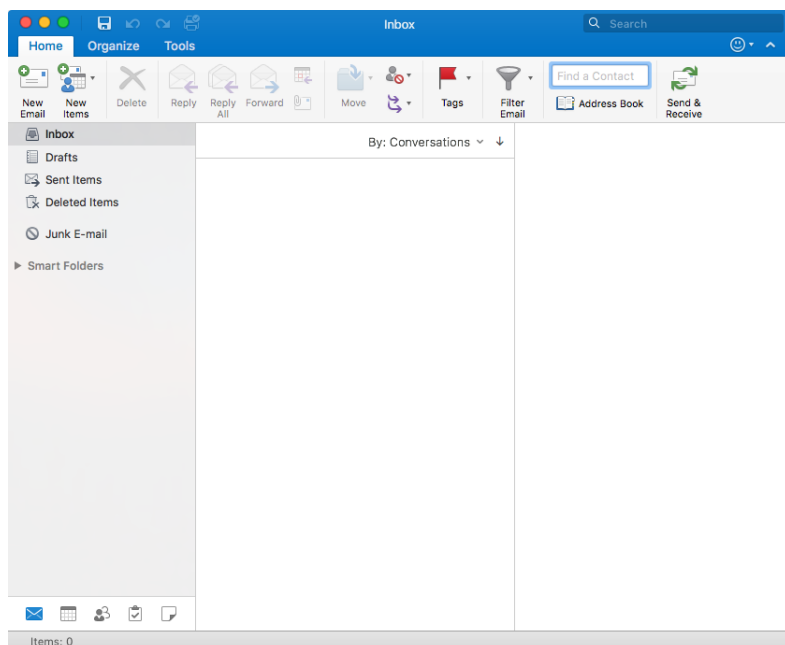 Inbox
Search
Home Organize Tools
New Email
New Items
Delete
Reply
Reply All
Forward
Move
Tags
Filter Email
Find a Contact
Address Book
Send & Receive
Inbox
Drafts
Sent Items
Deleted Items
Junk E-mail
Smart Folders
By: Conversations
Items: 0